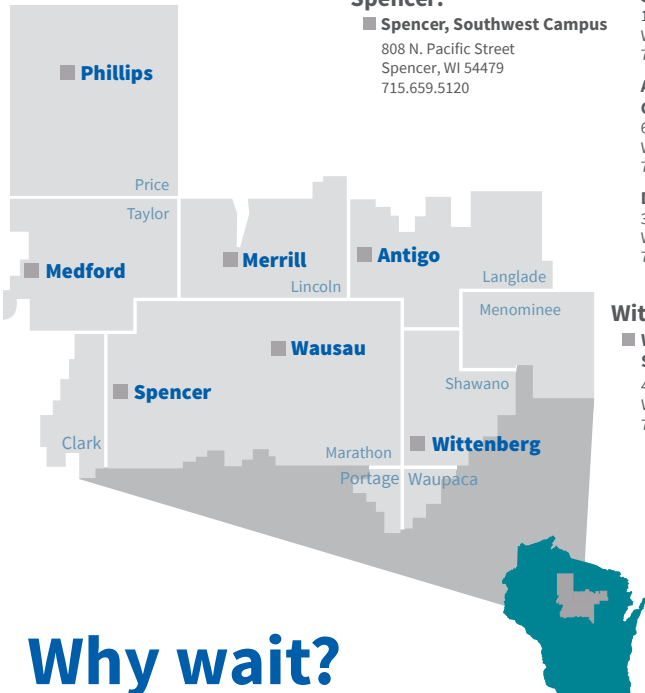 Spencer:
Spencer, Southwest Campus
808 N. Pacific Street
Spencer, WI 54479
715.659.5120
Phillips
Price
Taylor
Medford
Merrill
Lincoln
Antigo
Langlade
Menominee
Wausau
Spencer
Shawano
Clark
Marathon
Wittenberg
Portage
Waupaca
Wit
Why wait?